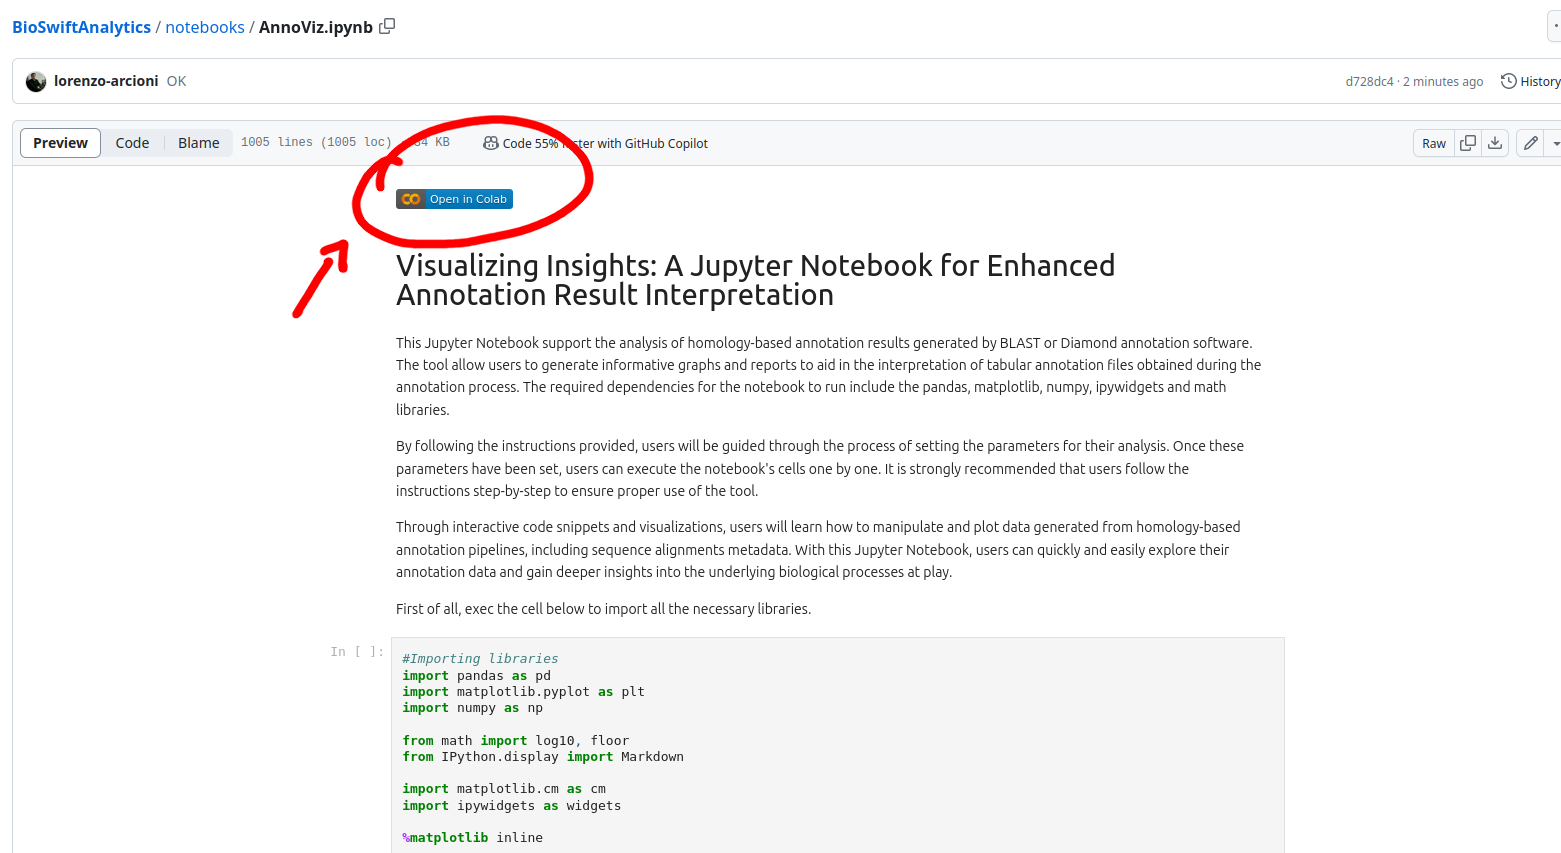 BioSwiftAnalytics / notebooks / AnnoViz.ipynb
lorenzo-arcioni OK d728dc4 · 2 minutes ago History
Preview Code Blame 1005 lines (1005 loc) KB Code 55% faster with GitHub Copilot Raw
Open in Colab
Visualizing Insights: A Jupyter Notebook for Enhanced
Annotation Result Interpretation
This Jupyter Notebook support the analysis of homology-based annotation results generated by BLAST or Diamond annotation software.
The tool allow users to generate informative graphs and reports to aid in the interpretation of tabular annotation files obtained during the
annotation process. The required dependencies for the notebook to run include the pandas, matplotlib, numpy, ipywidgets and math
libraries.
By following the instructions provided, users will be guided through the process of setting the parameters for their analysis. Once these
parameters have been set, users can execute the notebook's cells one by one. It is strongly recommended that users follow the
instructions step-by-step to ensure proper use of the tool.
Through interactive code snippets and visualizations, users will learn how to manipulate and plot data generated from homology-based
annotation pipelines, including sequence alignments metadata. With this Jupyter Notebook, users can quickly and easily explore their
annotation data and gain deeper insights into the underlying biological processes at play.
First of all, exec the cell below to import all the necessary libraries.
In [ ]:
#Importing libraries
import pandas as pd
import matplotlib.pyplot as plt
import numpy as np
from math import log10, floor
from IPython.display import Markdown
import matplotlib.cm as cm
import ipywidgets as widgets
%matplotlib inline